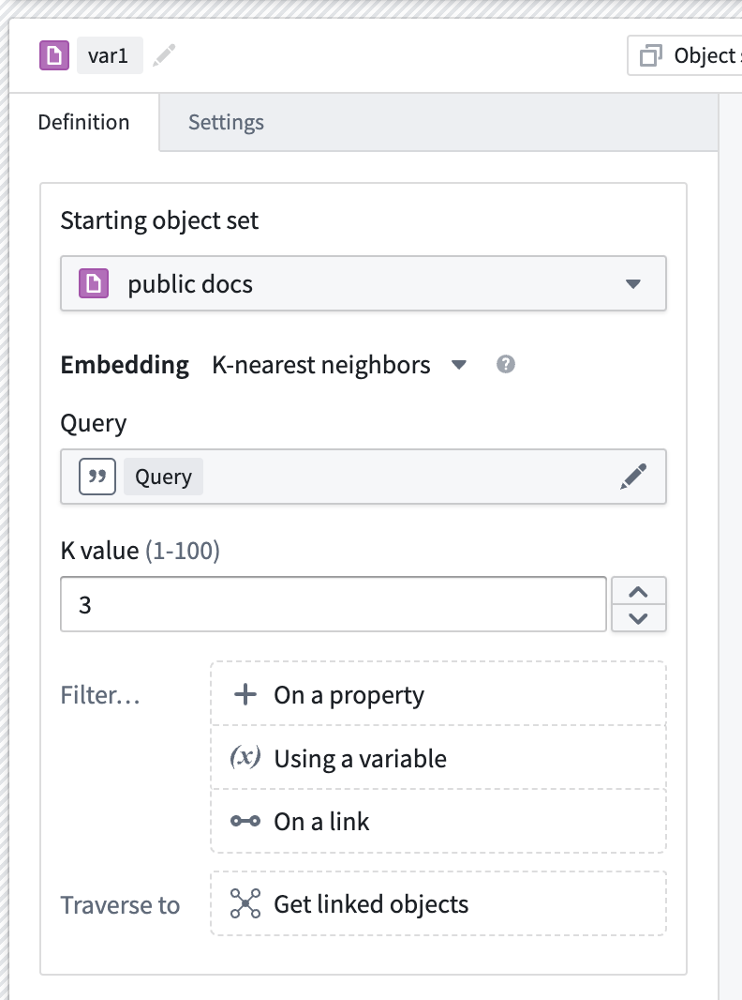 var1
Object s
Definition
Settings
Starting object set
public docs
Embedding K-nearest neighbors ?
Query
Query
K value (1-100)
3
Filter...
On a property
(x) Using a variable
On a link
Traverse to
Get linked objects